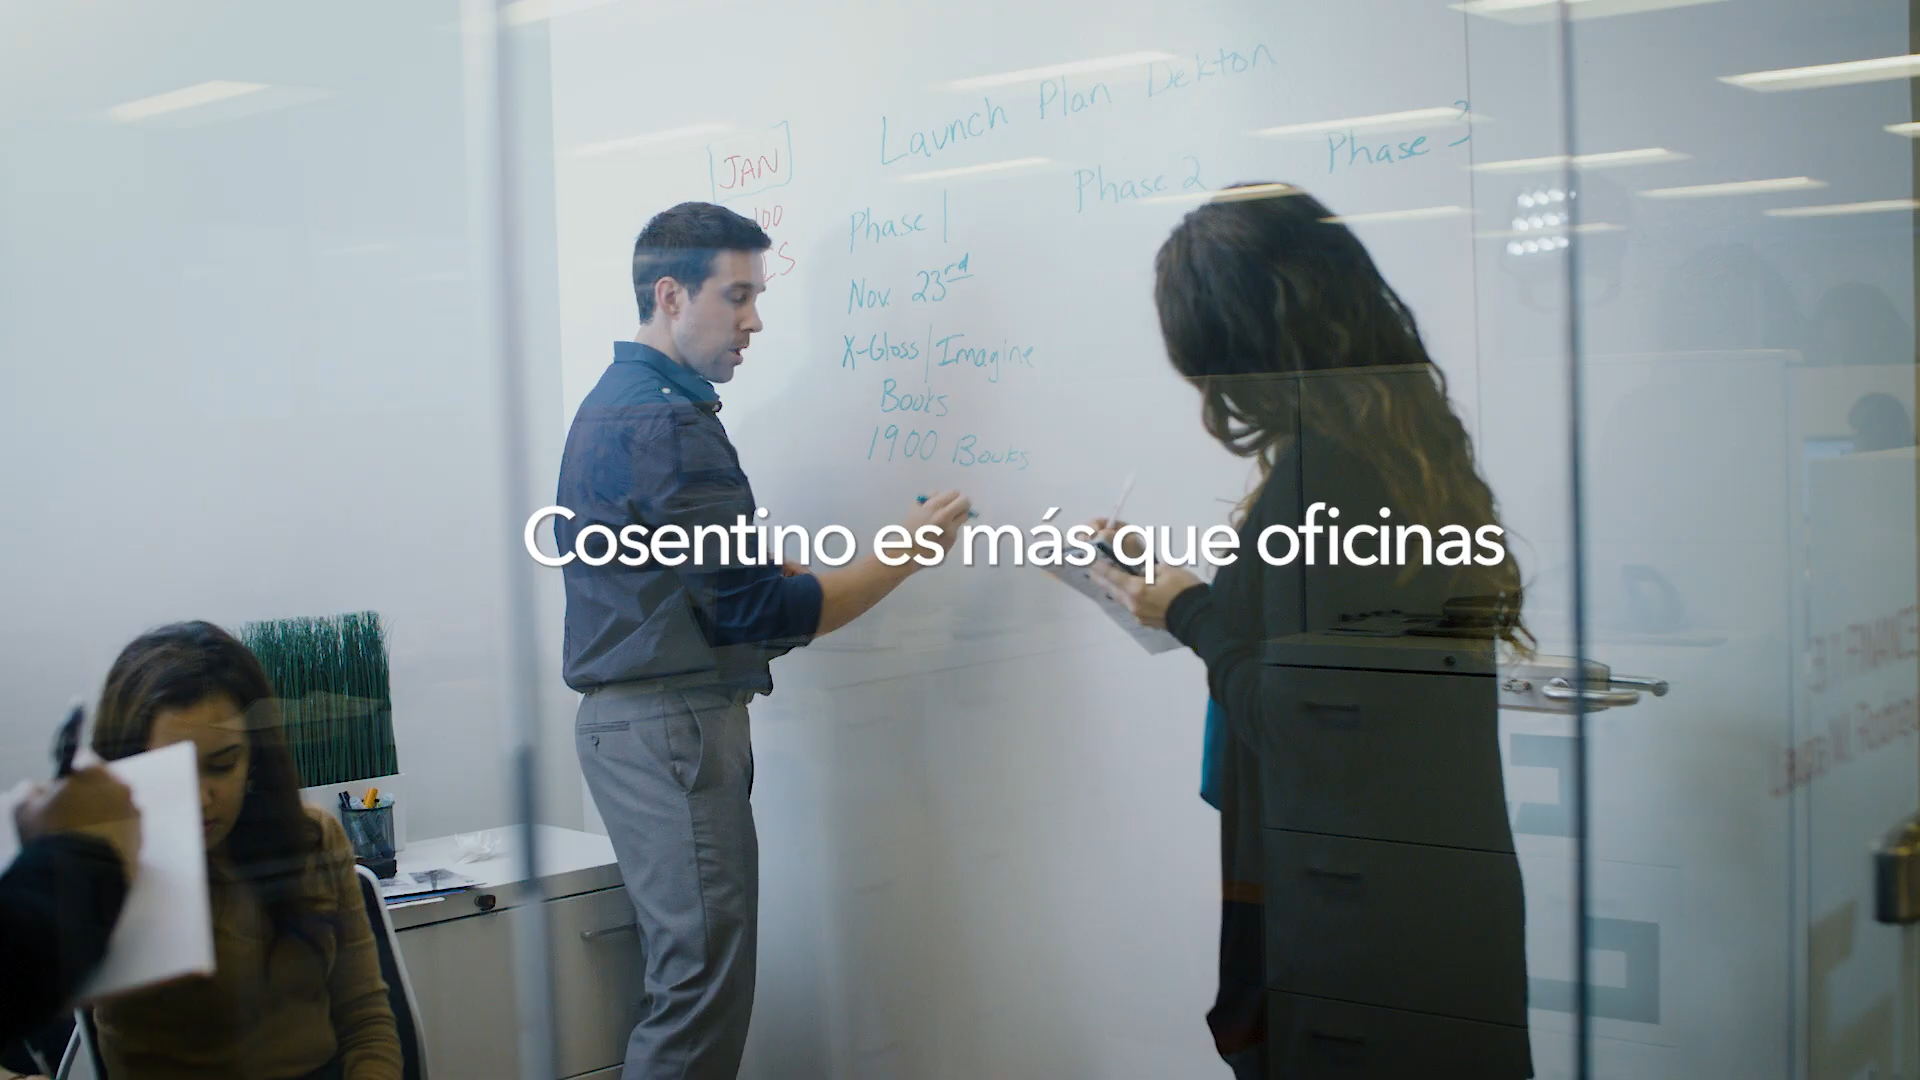 Launch Plan Dekton
JAN
Phase 1
Phase 2
Phase 3
Nov. 23rd
X-Gloss/Imagine
Books
1900 Books
Cosentino es más que oficinas